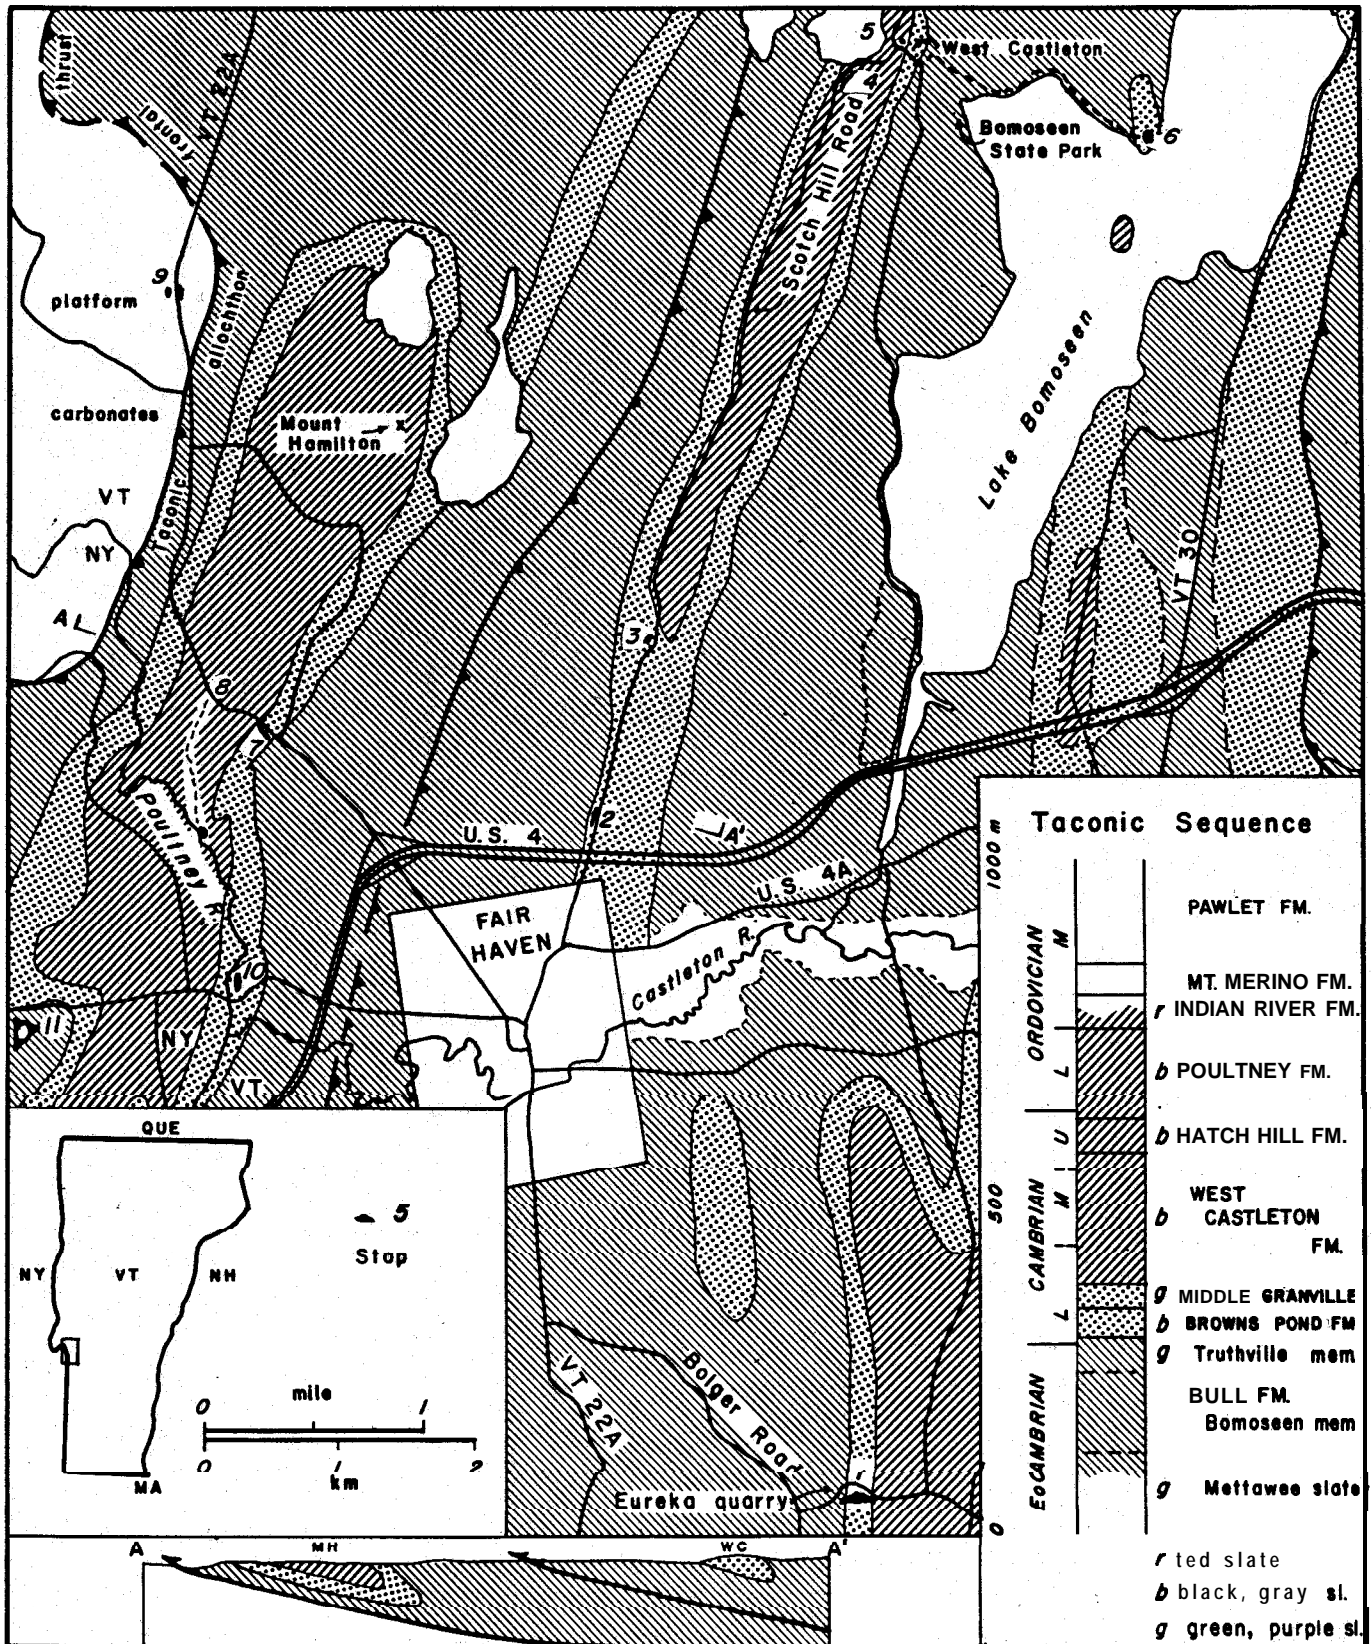 thrust
frontal
VT 22A
5
West Castleton
4
6
Bomoseen
State Park
Scotch Hill Road
9
platform
allochthon
carbonates
Mount
Hamilton
x
Lake Bomoseen
VT
NY
Taconic
VT 30
A
3
8
7
Poultney R.
U.S. 4
2
A'
U.S. 4A
FAIR
HAVEN
Castleton R.
10
11
NY
VT
QUE
NY
VT
NH
MA
5
Stop
mile
0 1
0 1 2
km
VT 22A
Bolger Road
r
Eureka quarry
Taconic Sequence
1000 m
500
0
ORDOVICIAN
M
L
CAMBRIAN
U
M
L
EoCAMBRIAN
PAWLET FM.
MT. MERINO FM.
r INDIAN RIVER FM.
b POULTNEY FM.
b HATCH HILL FM.
WEST
b CASTLETON
FM.
g MIDDLE GRANVILLE
b BROWNS POND FM
g Truthville mem
BULL FM.
Bomoseen mem
g Mettawee slate
r ted slate
b black, gray sl.
g green, purple sl.
A
MH
WC
A'